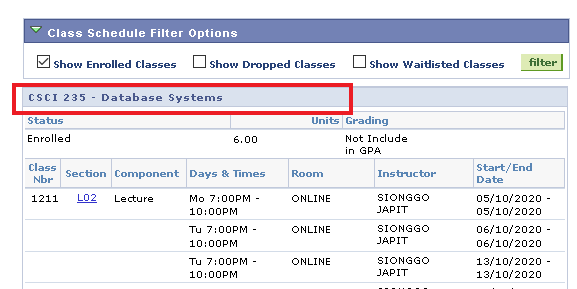 Class Schedule Filter Options
Show Enrolled Classes Show Dropped Classes Show Waitlisted Classes filter
CSCI 235 - Database Systems
Status Units Grading
Enrolled 6.00 Not Include
in GPA
Class Nbr Section Component Days & Times Room Instructor Start/End Date
1211 L02 Lecture Mo 7:00PM - ONLINE SIONGGO 05/10/2020 -
10:00PM JAPIT 05/10/2020
Tu 7:00PM - ONLINE SIONGGO 06/10/2020 -
10:00PM JAPIT 06/10/2020
Tu 7:00PM - ONLINE SIONGGO 13/10/2020 -
10:00PM JAPIT 13/10/2020